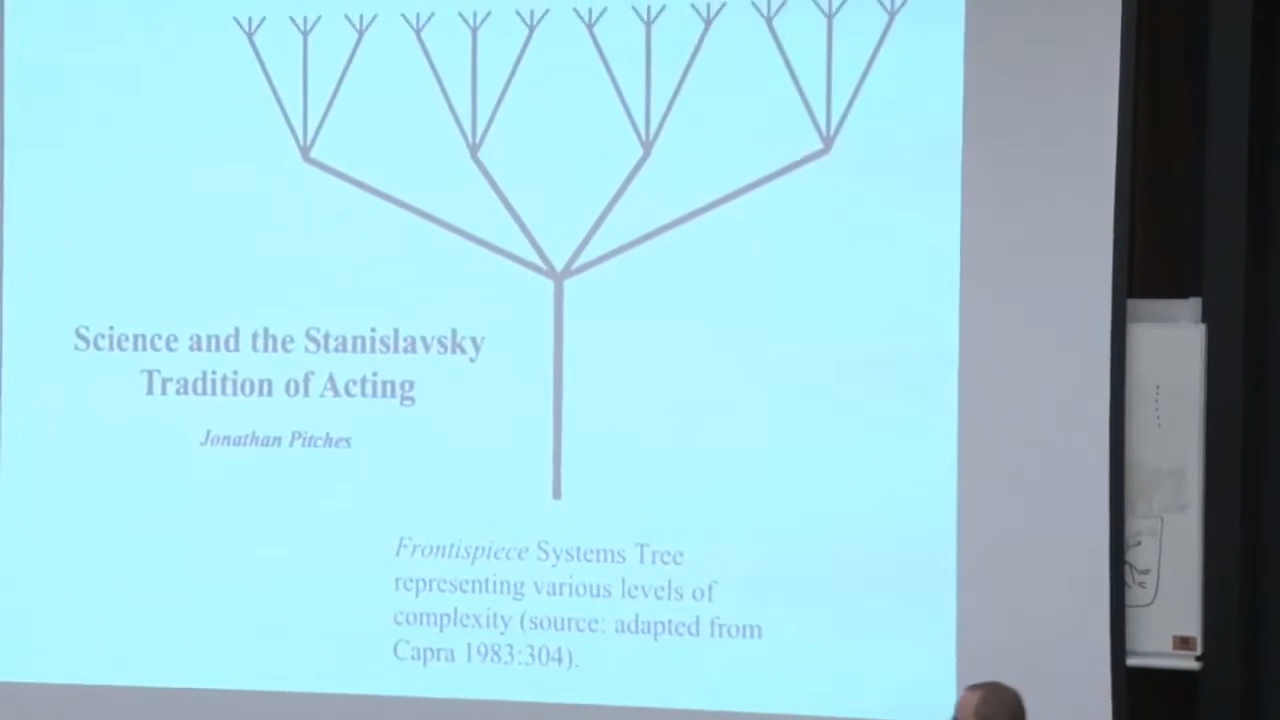 Science and the Stanislavsky
Tradition of Acting
Jonathan Pitches
Frontispiece Systems Tree
representing various levels of
complexity (source: adapted from
Capra 1983:304).